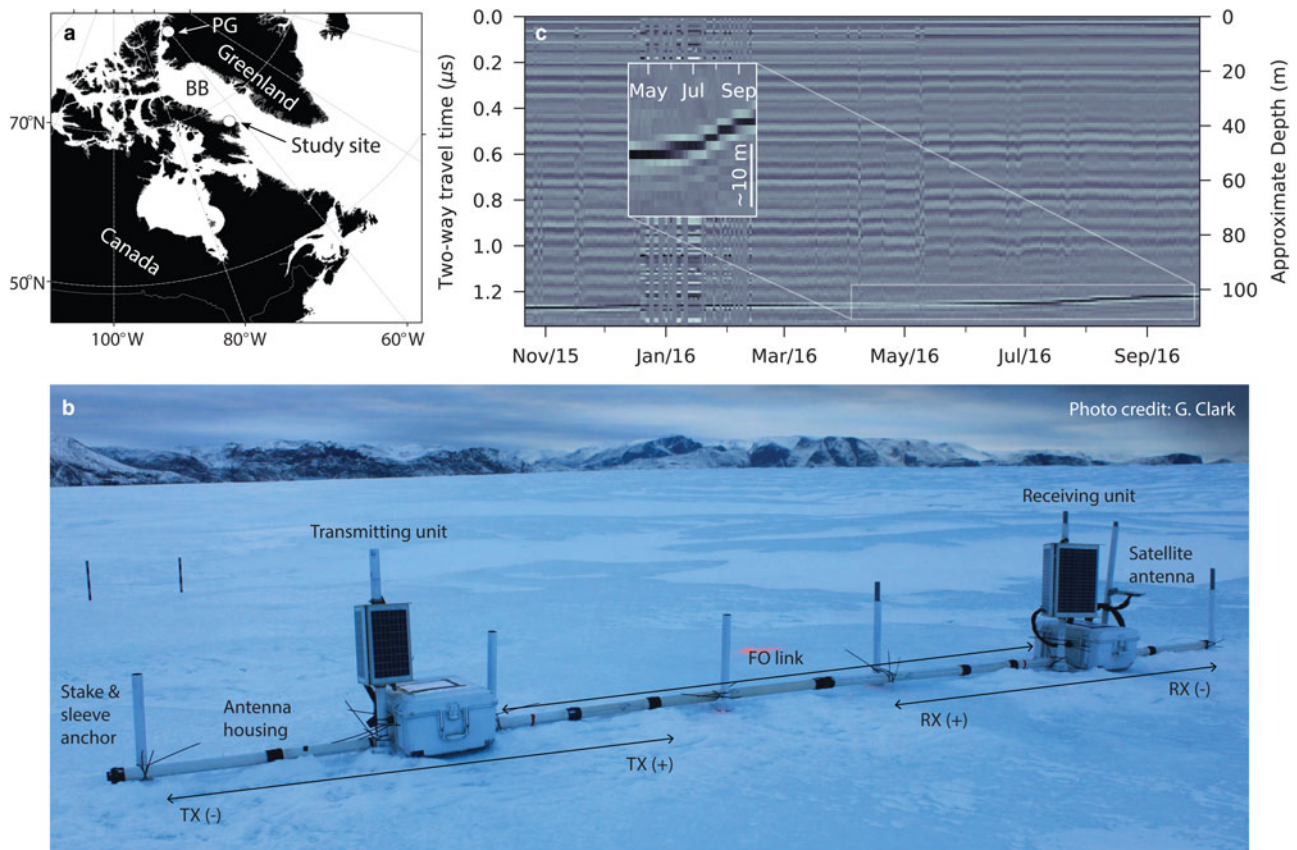 a
PG
Greenland
BB
70°N
Study site
Canada
50°N
100°W
80°W
60°W
c
0.0
0.2
0.4
0.6
0.8
1.0
1.2
Two-way travel time (µs)
May Jul Sep
~10 m
0
20
40
60
80
100
Approximate Depth (m)
Nov/15 Jan/16 Mar/16 May/16 Jul/16 Sep/16
b
Photo credit: G. Clark
Receiving unit
Transmitting unit
Satellite
antenna
FO link
Stake &
sleeve
anchor
Antenna
housing
RX (-)
RX (+)
TX (+)
TX (-)